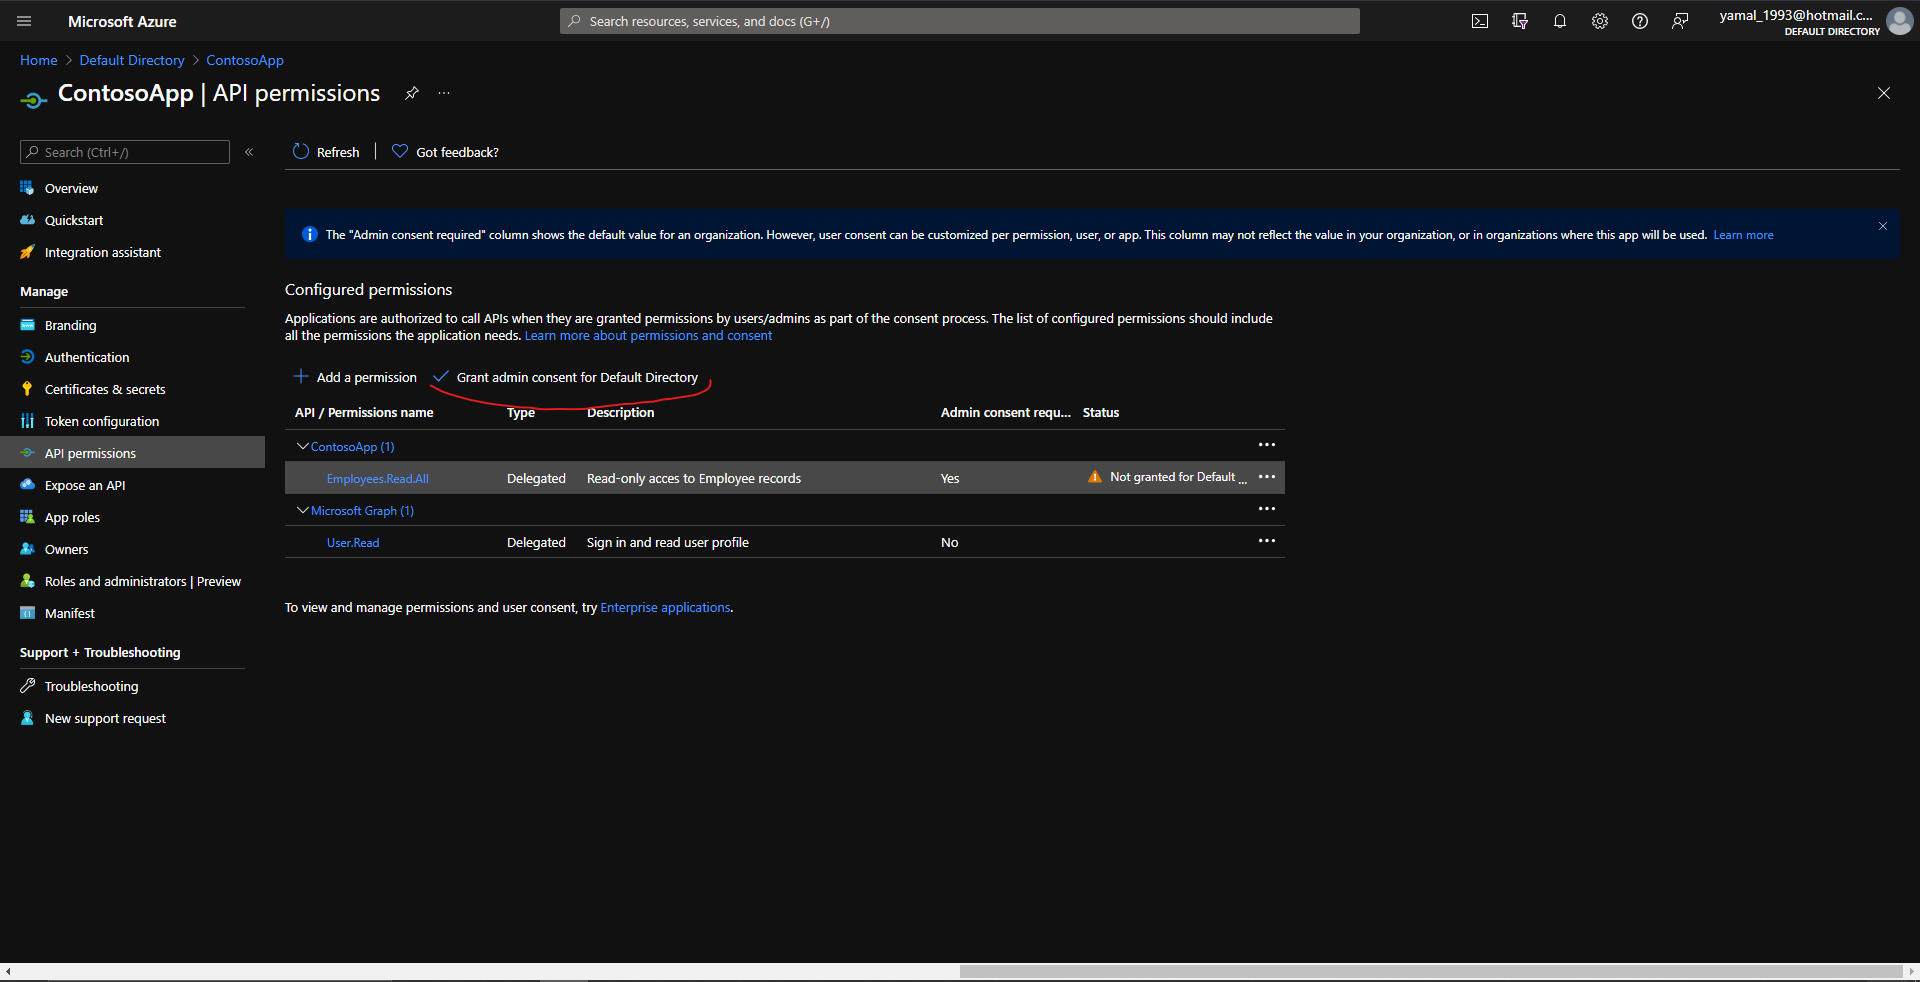 Microsoft Azure
Search resources, services, and docs (G+/)
yamal_1993@hotmail.c...
DEFAULT DIRECTORY
Home > Default Directory > ContosoApp
ContosoApp | API permissions
Search (Ctrl+/)
Refresh
Got feedback?
Overview
Quickstart
Integration assistant
Manage
Branding
Authentication
Certificates & secrets
Token configuration
API permissions
Expose an API
App roles
Owners
Roles and administrators | Preview
Manifest
Support + Troubleshooting
Troubleshooting
New support request
The "Admin consent required" column shows the default value for an organization. However, user consent can be customized per permission, user, or app. This column may not reflect the value in your organization, or in organizations where this app will be used. Learn more
Configured permissions
Applications are authorized to call APIs when they are granted permissions by users/admins as part of the consent process. The list of configured permissions should include
all the permissions the application needs. Learn more about permissions and consent
Add a permission
Grant admin consent for Default Directory
API / Permissions name Type Description Admin consent requ... Status
ContosoApp (1)
Employees.Read.All Delegated Read-only acces to Employee records Yes Not granted for Default ...
Microsoft Graph (1)
User.Read Delegated Sign in and read user profile No
To view and manage permissions and user consent, try Enterprise applications.